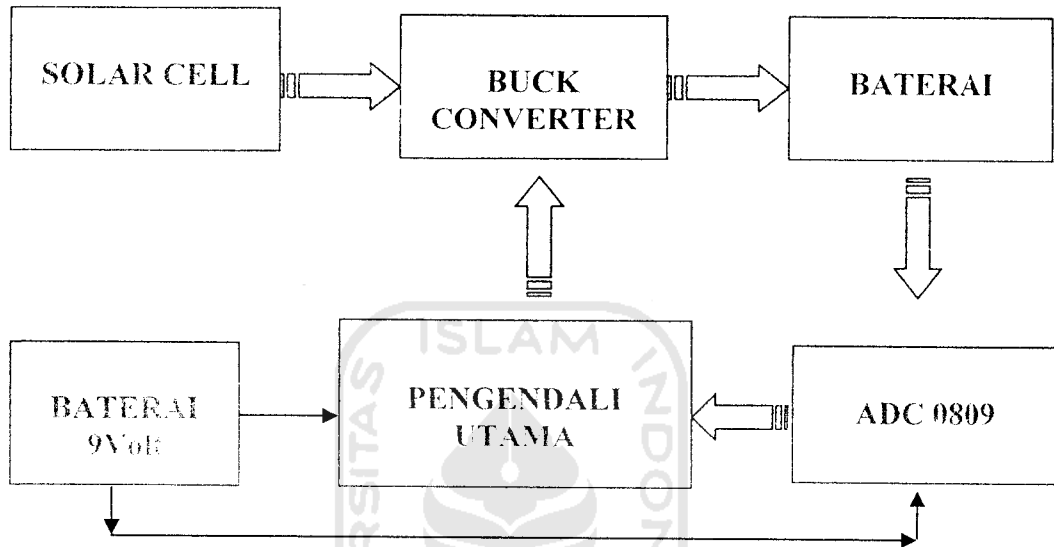 SOLAR CELL
BUCK
CONVERTER
BATERAI
BATERAI
9Volt
PENGENDALI
UTAMA
ADC 0809
ISLAM